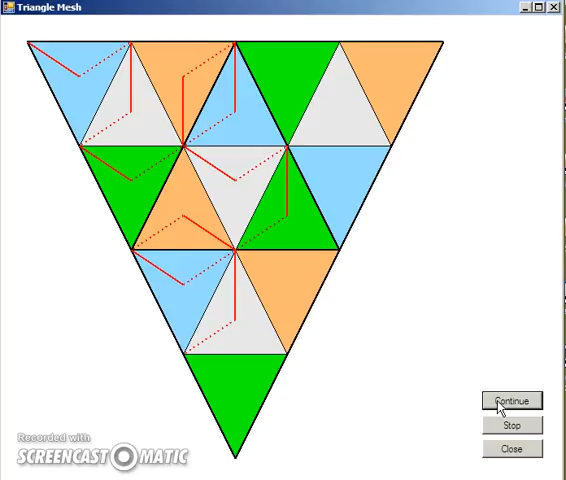 Triangle Mesh
Continue
Stop
Close
Recorded with
SCREENCAST MATIC